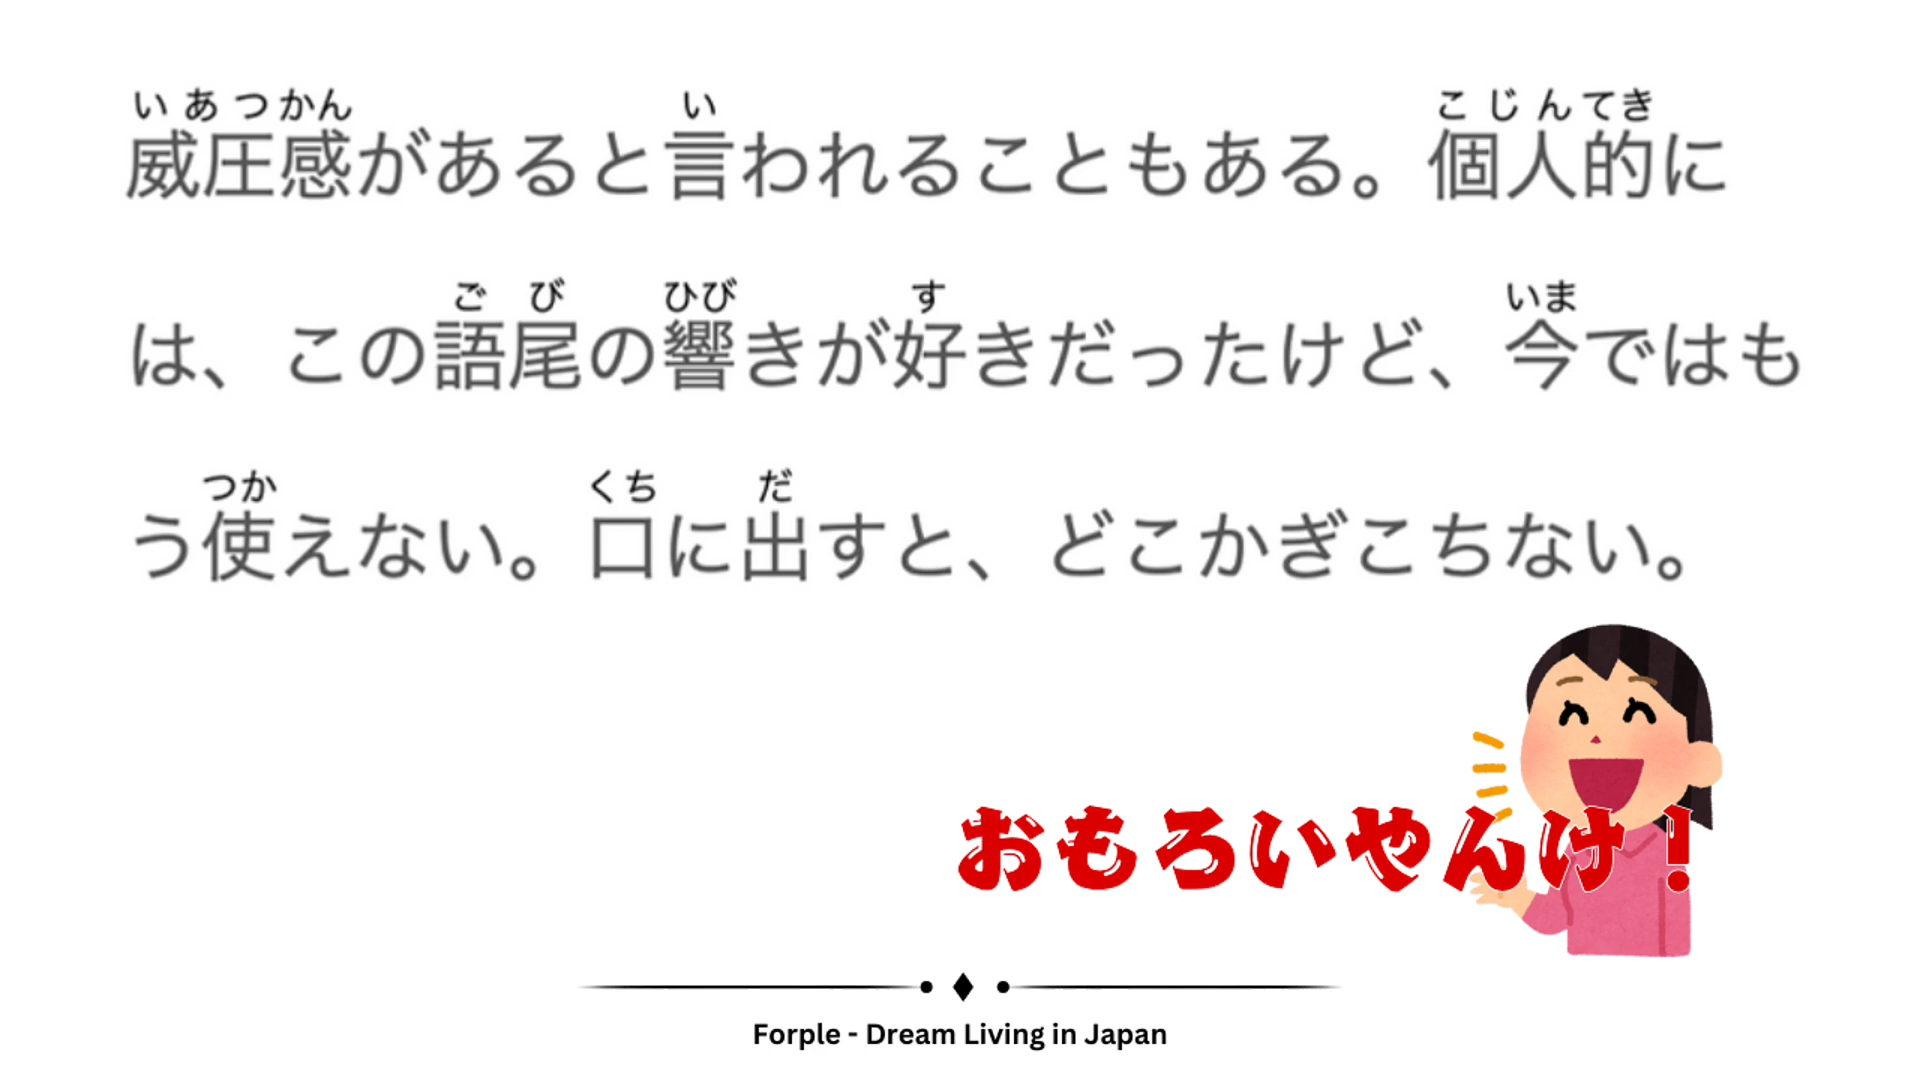 威圧感があると言われることもある。個人的に
は、この語尾の響きが好きだったけど、今ではも
う使えない。口に出すと、どこかぎこちない。
おもろいやんけ！
Forple - Dream Living in Japan